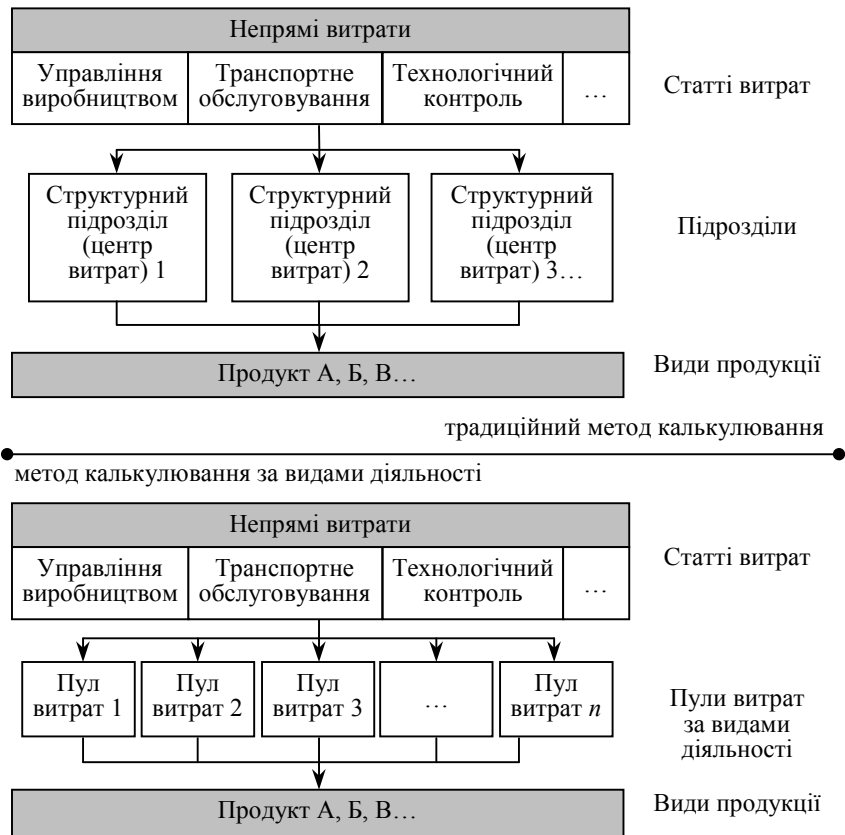 Непрямі витрати
Управління
виробництвом
Транспортне
обслуговування
Технологічний
контроль
…
Статті витрат
Структурний
підрозділ
(центр
витрат) 1
Структурний
підрозділ
(центр
витрат) 2
Структурний
підрозділ
(центр
витрат) 3…
Підрозділи
Продукт А, Б, В…
Види продукції
традиційний метод калькулювання
метод калькулювання за видами діяльності
Непрямі витрати
Управління
виробництвом
Транспортне
обслуговування
Технологічний
контроль
…
Статті витрат
Пул
витрат 1
Пул
витрат 2
Пул
витрат 3
…
Пул
витрат n
Пули витрат
за видами
діяльності
Продукт А, Б, В…
Види продукції